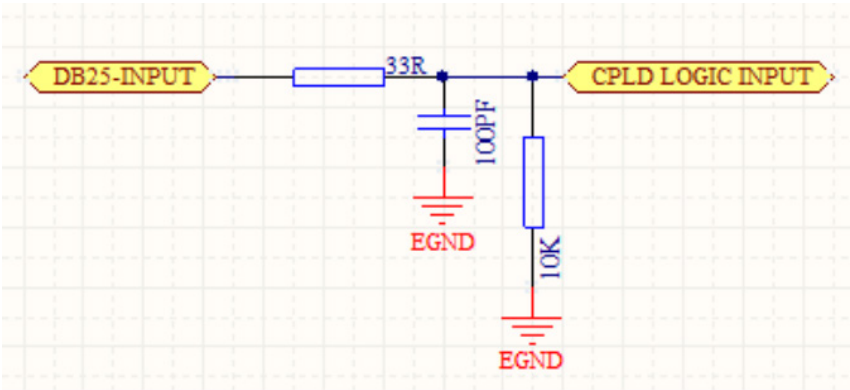 DB25-INPUT
33R
CPLD LOGIC INPUT
100PF
EGND
10K
EGND